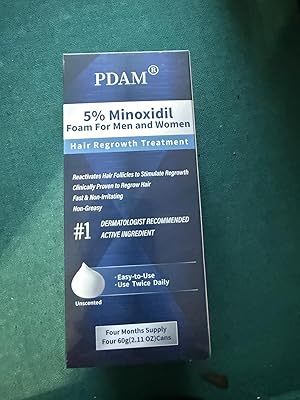 PDAM®
5% Minoxidil
Foam For Men and Women
Hair Regrowth Treatment
Reactivates Hair Follicles to Stimulate Regrowth
Clinically Proven to Regrow Hair
Fast & Non-Irritating
Non-Greasy
#1 DERMATOLOGIST RECOMMENDED
ACTIVE INGREDIENT
·Easy-to-Use
·Use Twice Daily
Unscented
Four Months Supply
Four 60g(2.11 OZ)Cans